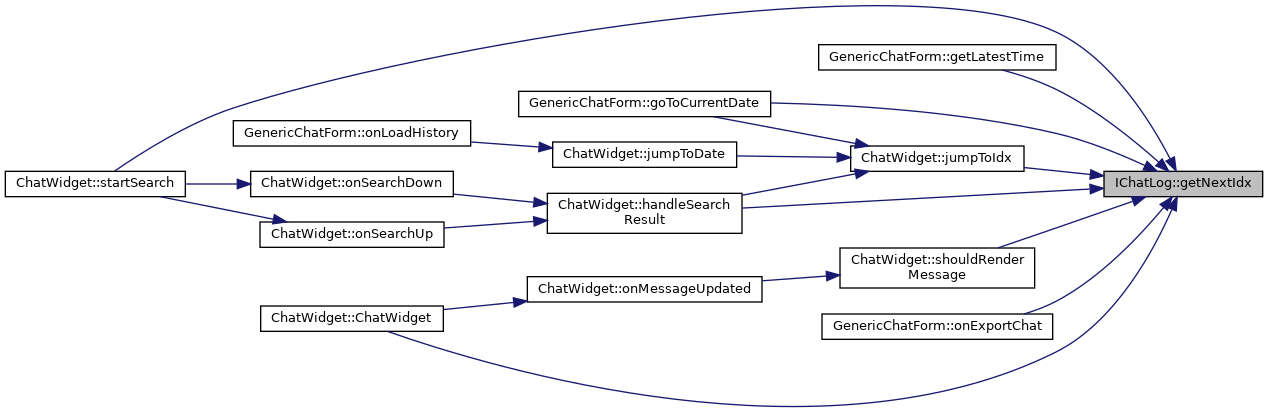 GenericChatForm::getLatestTime
GenericChatForm::goToCurrentDate
GenericChatForm::onLoadHistory
ChatWidget::jumpToDate
ChatWidget::jumpToIdx
ChatWidget::startSearch
ChatWidget::onSearchDown
IChatLog::getNextIdx
ChatWidget::handleSearch
Result
ChatWidget::onSearchUp
ChatWidget::shouldRender
Message
ChatWidget::onMessageUpdated
ChatWidget::ChatWidget
GenericChatForm::onExportChat